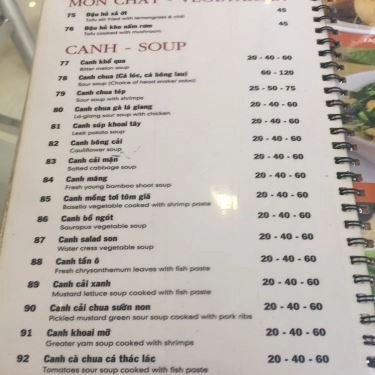 MÓN CHAY - VEGETARIAN
75 Đậu hủ xả ớt 45
Tofu stir fried with lemongrass & chili
76 Đậu hủ kho nấm rơm 45
Tofu cooked with mushroom
CANH - SOUP
77 Canh khổ qua 20 - 40 - 60
Bitter melon soup
78 Canh chua (Cá lóc, cá bông lau) 60 - 120
Sour soup (Choice of head snaker salmon)
79 Canh chua tép 25 - 50 - 75
Sour soup with shrimps
80 Canh chua gà lá giang 20 - 40 - 60
Lá-giang sour soup with chicken
81 Canh súp khoai tây 20 - 40 - 60
Leek potato soup
82 Canh bông cải 20 - 40 - 60
Cauliflower soup
83 Canh cải mặn 20 - 40 - 60
Salted cabbage soup
84 Canh măng 20 - 40 - 60
Fresh young bamboo shoot soup
85 Canh mồng tơi tôm giã 20 - 40 - 60
Basella vegetable cooked with shrimp paste
86 Canh bồ ngót 20 - 40 - 60
Sauropus vegetable soup
87 Canh salad son 20 - 40 - 60
Water cress vegetable soup
88 Canh tần ô 20 - 40 - 60
Fresh chrysonthemum leaves with fish paste
89 Canh cải xanh 20 - 40 - 60
Mustard lettuce soup cooked with fish paste
90 Canh cải chua sườn non 20 - 40 - 60
Pickled mustard green sour soup cooked with pork ribs
91 Canh khoai mỡ 20 - 40 - 60
Greater yam soup cooked with shrimps
92 Canh cà chua cá thác lác 20 - 40 - 60
Tomatoes sour soup cooked with fish paste